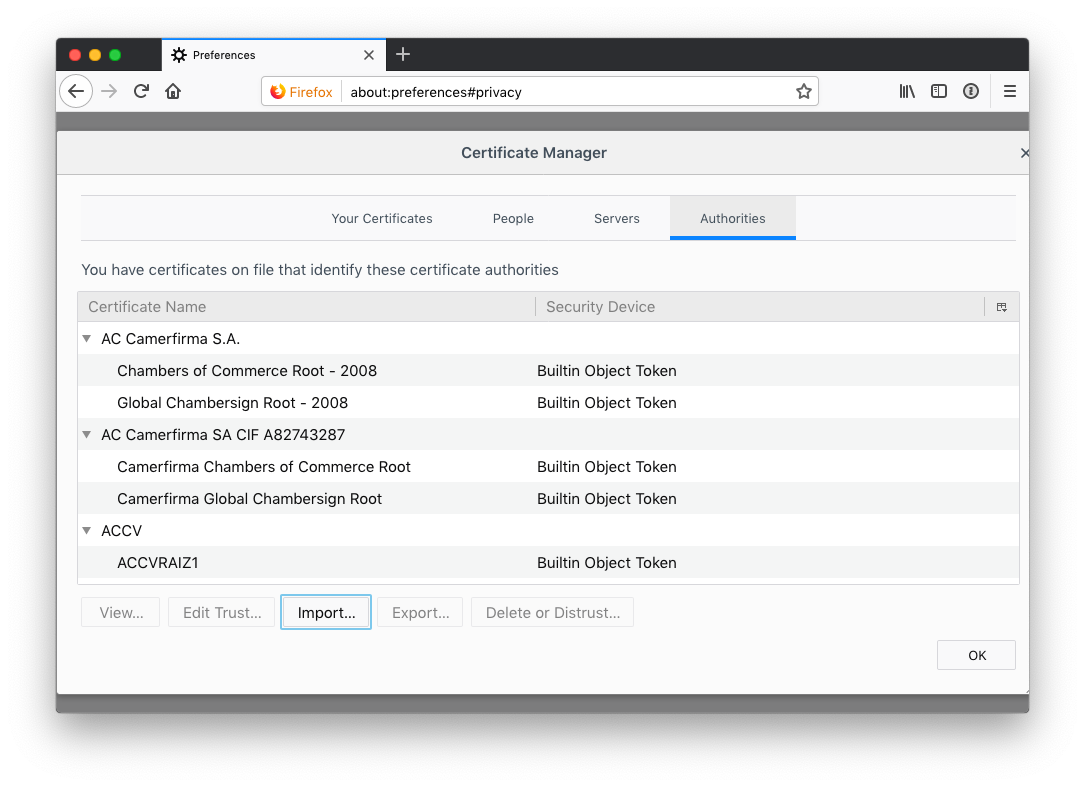 Preferences
Firefox about:preferences#privacy
Certificate Manager
Your Certificates People Servers Authorities
You have certificates on file that identify these certificate authorities
Certificate Name Security Device
AC Camerfirma S.A.
Chambers of Commerce Root - 2008 Builtin Object Token
Global Chambersign Root - 2008 Builtin Object Token
AC Camerfirma SA CIF A82743287
Camerfirma Chambers of Commerce Root Builtin Object Token
Camerfirma Global Chambersign Root Builtin Object Token
ACCV
ACCVRAIZ1 Builtin Object Token
View... Edit Trust... Import... Export... Delete or Distrust...
OK